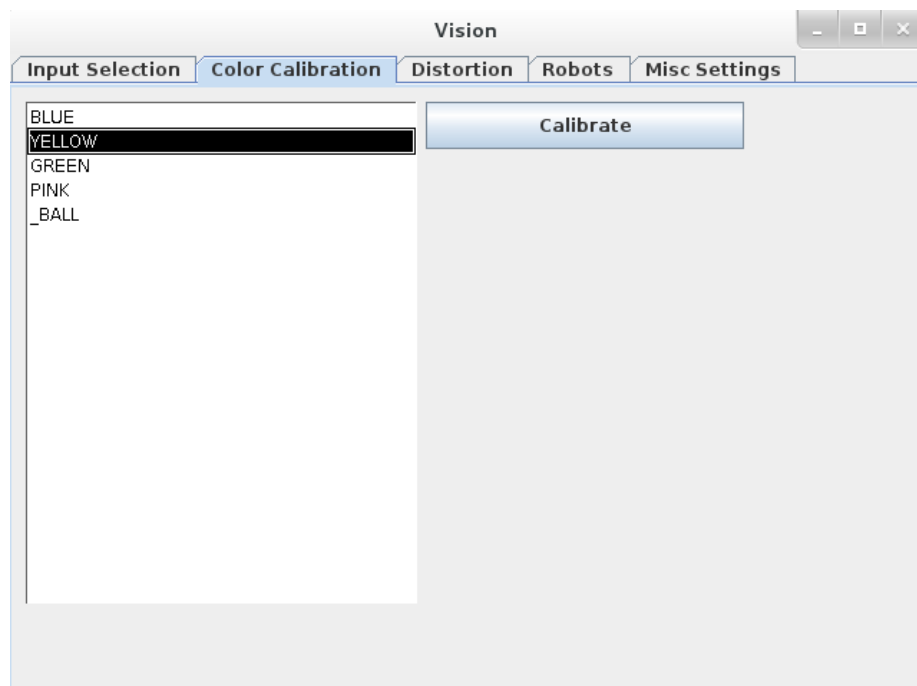 Vision
Input Selection Color Calibration Distortion Robots Misc Settings
BLUE
Calibrate
YELLOW
GREEN
PINK
_BALL